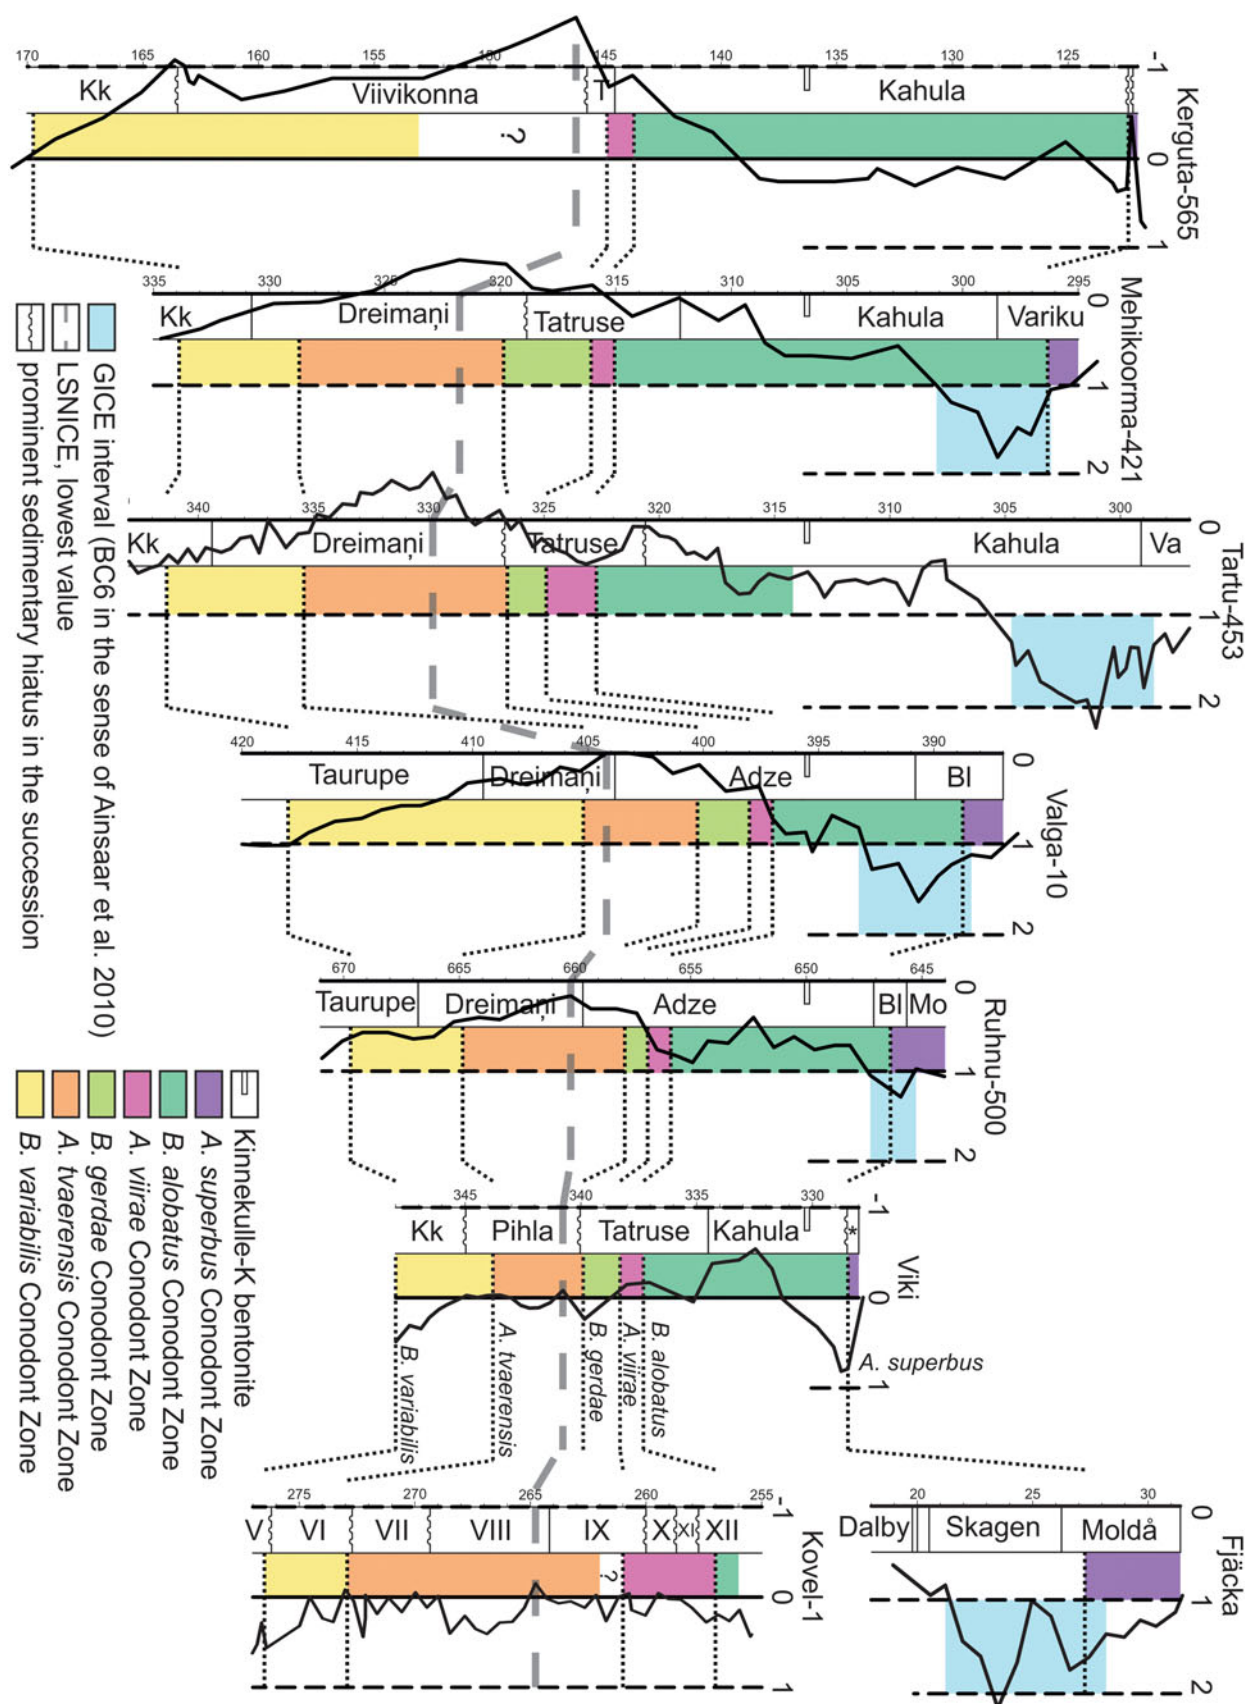 Kerguta-565
-1
0
1
170 165 160 155 150 145 140 130 125
Kk Viivikonna T Kahula
?
Mehikoorma-421
0
1
2
335 330 325 320 315 310 305 300 295
Kk Dreimaņi Tatruse Kahula Variku
Tartu-453
0
1
2
340 335 330 325 320 315 305 300
Kk Dreimaņi Tatruse Kahula Va
Valga-10
0
1
2
420 415 410 405 400 395 390
Taurupe Dreimaņi Adze Bl
Ruhnu-500
0
1
2
670 665 660 655 650 645
Taurupe Dreimaņi Adze Bl Mo
Viki
-1
0
1
345 340 335 330
Kk Pihla Tatruse Kahula *
B. variabilis
A. tvaerensis
B. gerdae
A. viirae
B. alobatus
A. superbus
Kovel-1
-1
0
1
275 270 265 260 255
V VI VII VIII IX X XI XII
?
Fjäcka
0
1
2
20 25 30
Dalby Skagen Moldå
GICE interval (BC6 in the sense of Ainsaar et al. 2010)
LSNICE, lowest value
prominent sedimentary hiatus in the succession
Kinnekulle-K bentonite
A. superbus Conodont Zone
B. alobatus Conodont Zone
A. viirae Conodont Zone
B. gerdae Conodont Zone
A. tvaerensis Conodont Zone
B. variabilis Conodont Zone